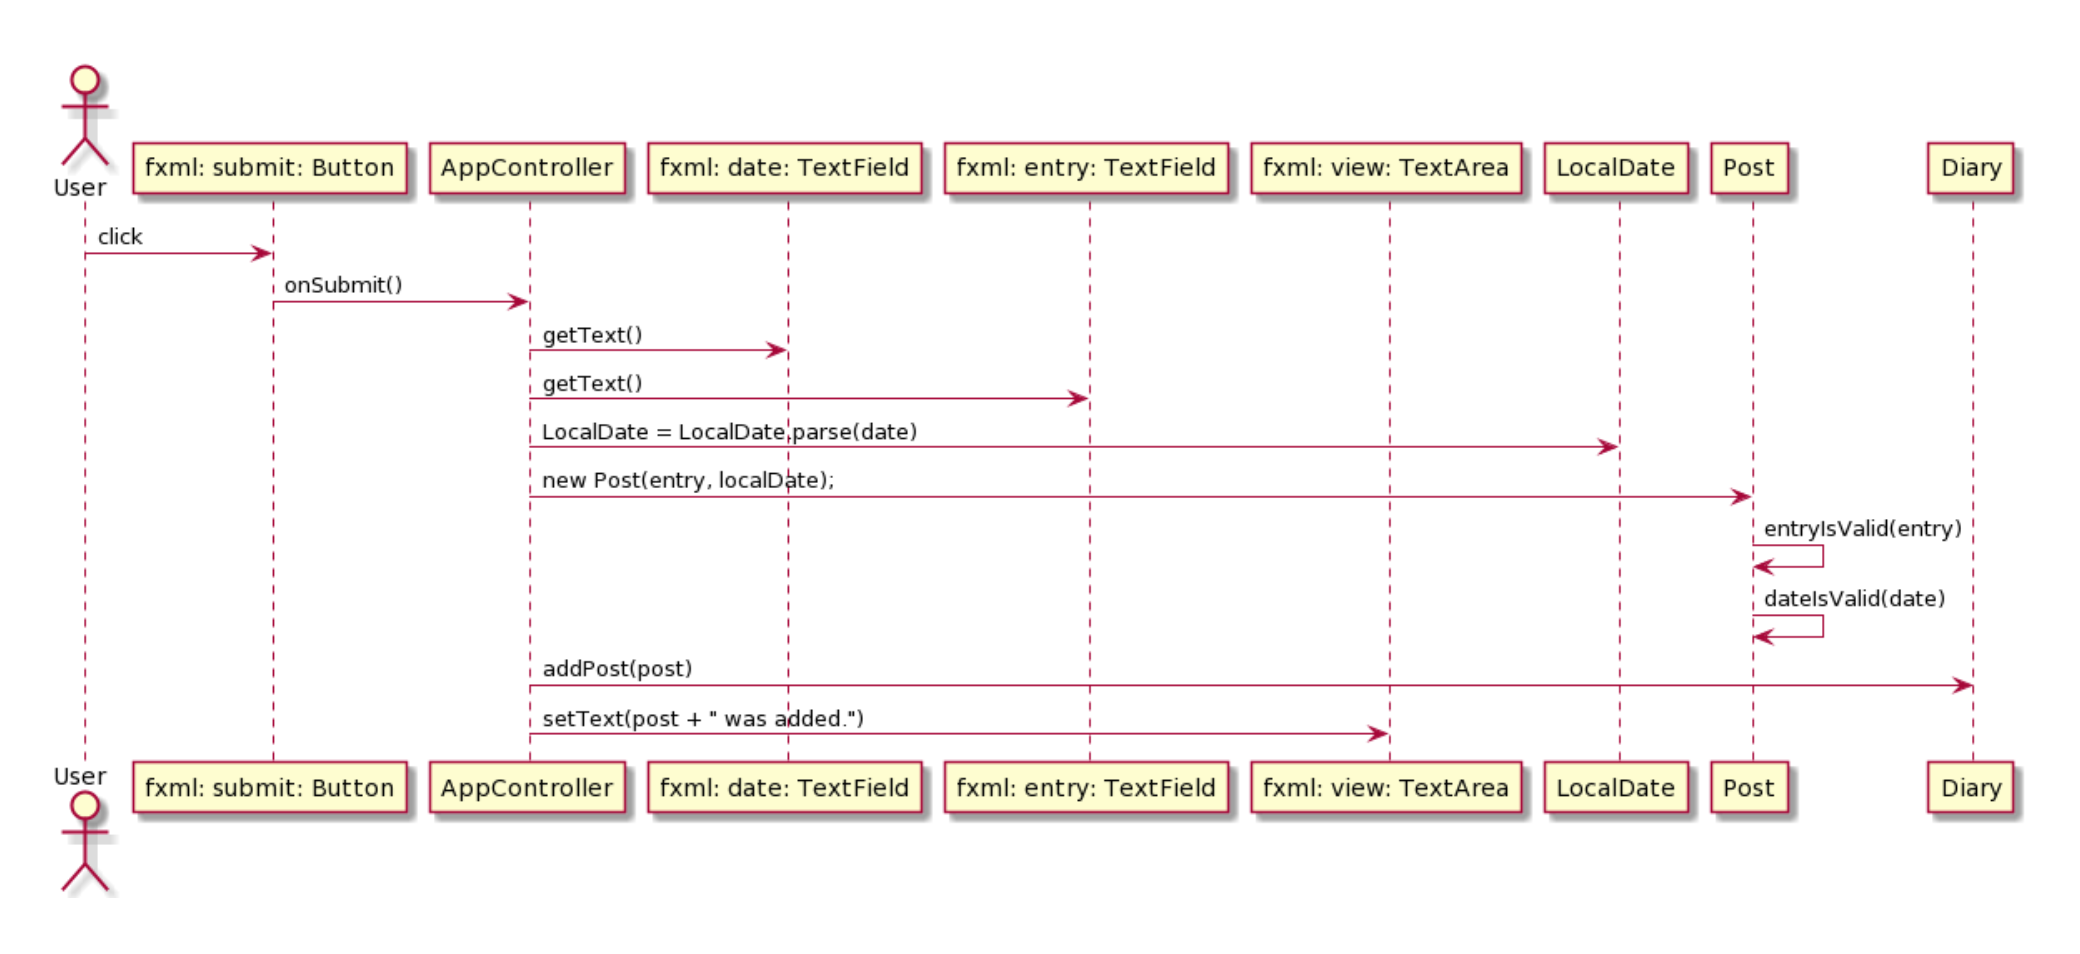 User
fxml: submit: Button
AppController
fxml: date: TextField
fxml: entry: TextField
fxml: view: TextArea
LocalDate
Post
Diary
click
onSubmit()
getText()
getText()
LocalDate = LocalDate.parse(date)
new Post(entry, localDate);
entryIsValid(entry)
dateIsValid(date)
addPost(post)
setText(post + " was added.")
User
fxml: submit: Button
AppController
fxml: date: TextField
fxml: entry: TextField
fxml: view: TextArea
LocalDate
Post
Diary